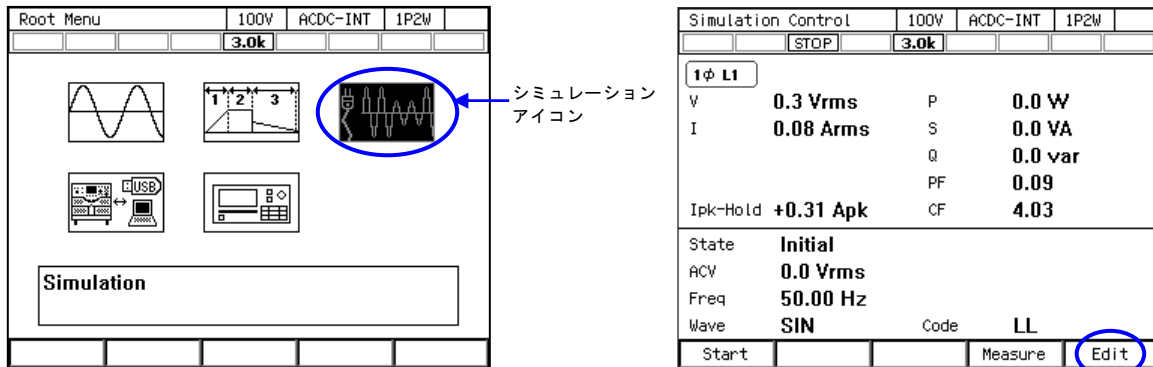 Root Menu 100V ACDC-INT 1P2W
3.0k
1 2 3
シミュレーション
アイコン
USB
Simulation
Simulation Control 100V ACDC-INT 1P2W
STOP 3.0k
1ϕ L1
V 0.3 Vrms P 0.0 W
I 0.08 Arms S 0.0 VA
Q 0.0 var
PF 0.09
Ipk-Hold +0.31 Apk CF 4.03
State Initial
ACV 0.0 Vrms
Freq 50.00 Hz
Wave SIN Code LL
Start Measure Edit